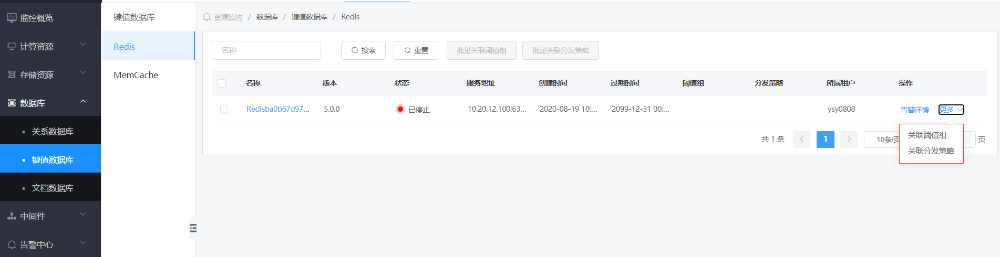 监控概览
计算资源
存储资源
数据库
关系数据库
键值数据库
文档数据库
中间件
告警中心
键值数据库
Redis
MemCache
资源监控 / 数据库 / 键值数据库 / Redis
名称 搜索 重置 批量关联阈值组 批量关联分发策略
名称 版本 状态 服务地址 创建时间 过期时间 阈值组 分发策略 所属租户 操作
Redisba0b67d97... 5.0.0 已停止 10.20.12.100:63... 2020-08-19 10:... 2099-12-31 00:... ysy0808 告警详情 更多
共 1 条 1 10条/页 页
关联阈值组
关联分发策略